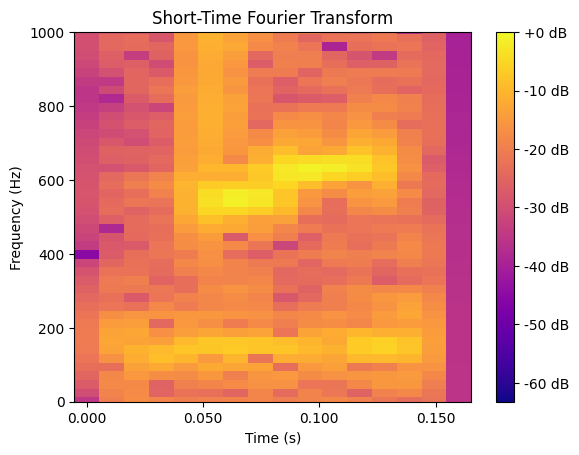 Short-Time Fourier Transform
1000
800
600
400
200
0
Frequency (Hz)
0.000
0.050
0.100
0.150
Time (s)
+0 dB
-10 dB
-20 dB
-30 dB
-40 dB
-50 dB
-60 dB